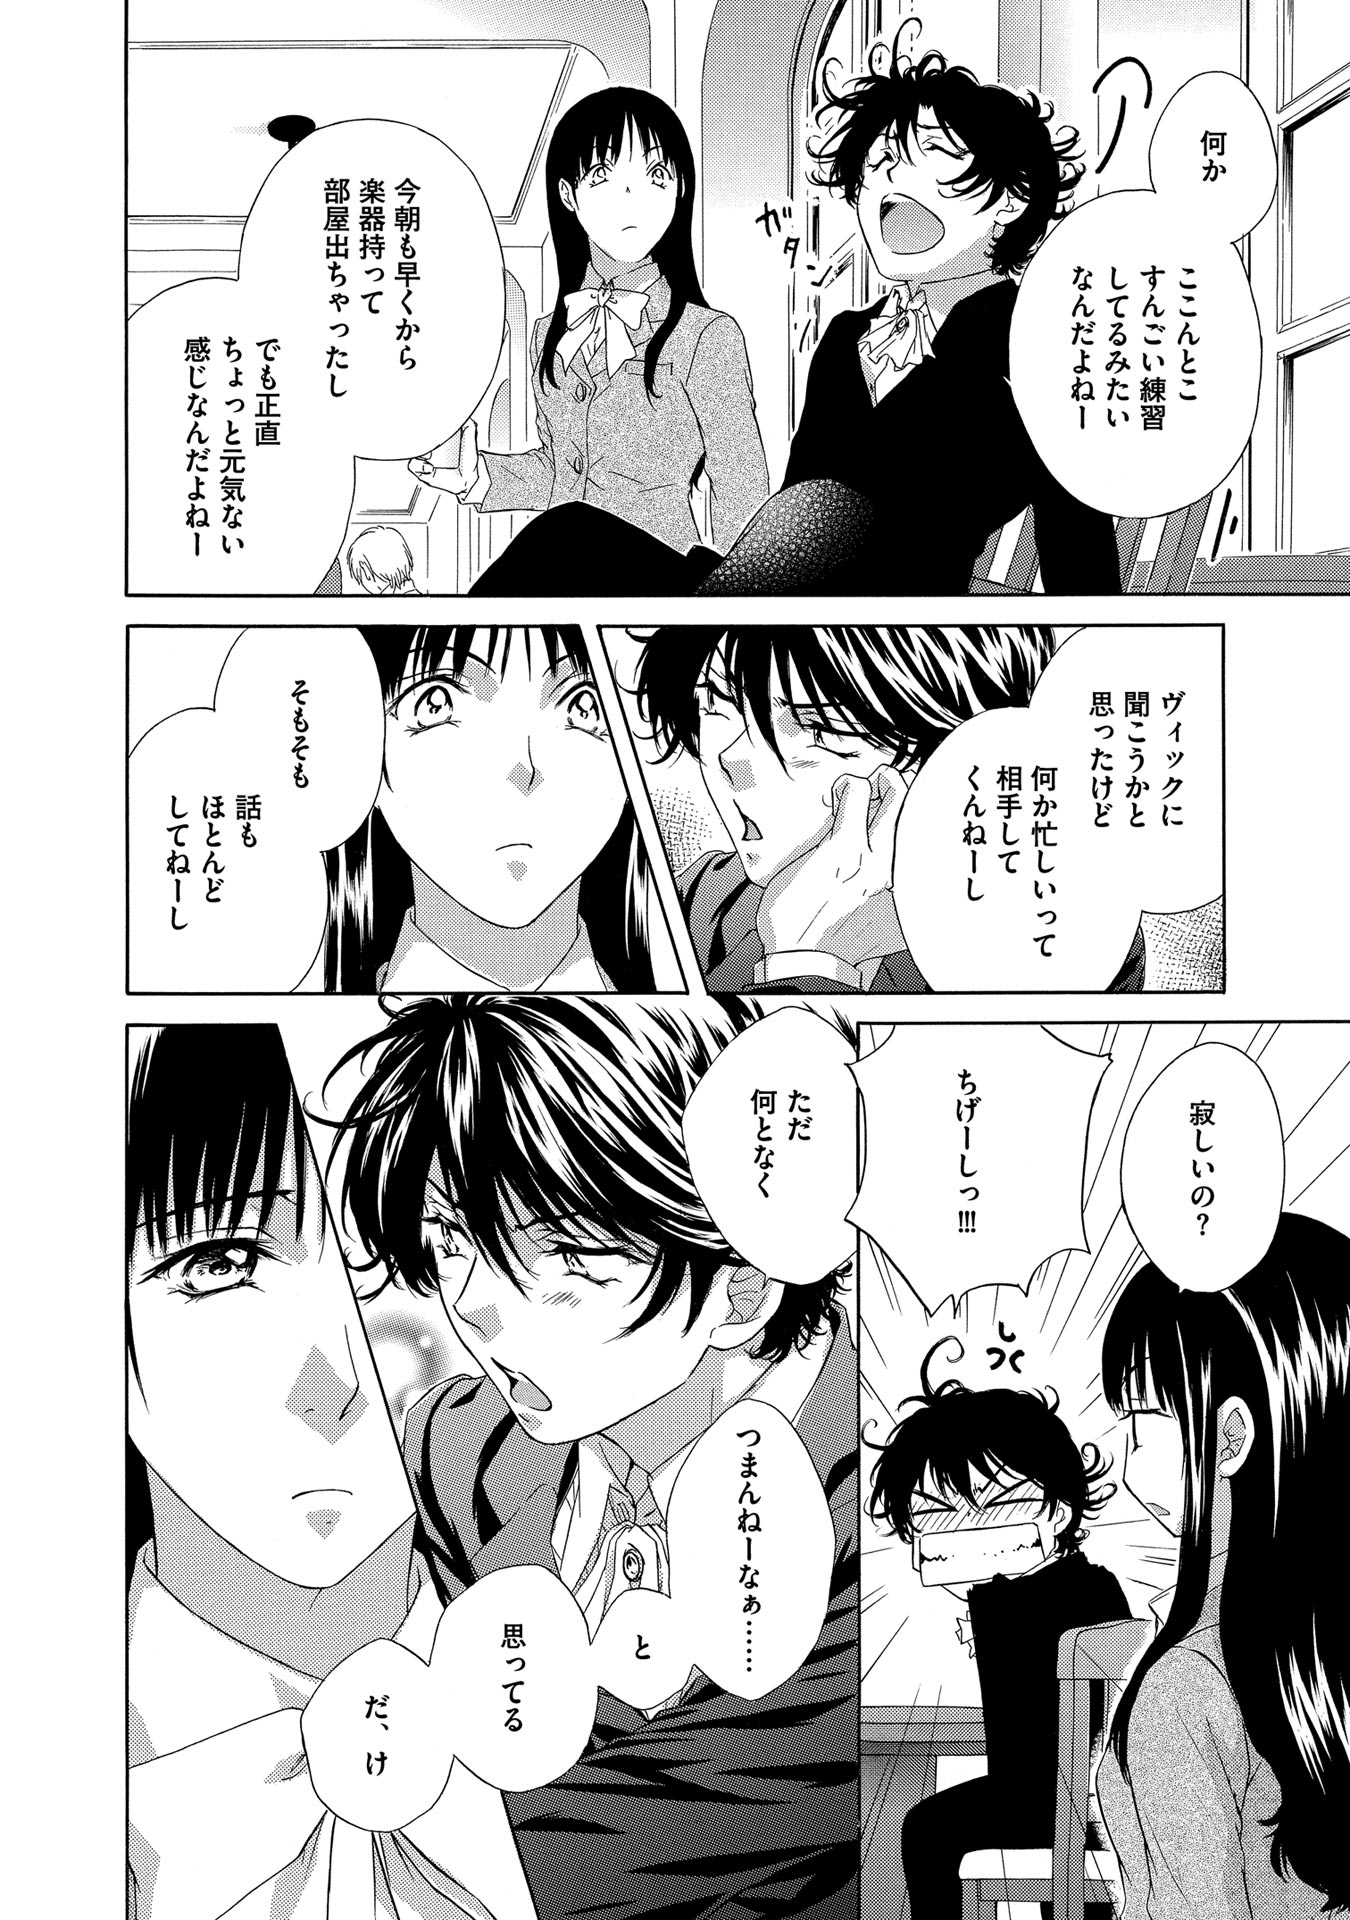 何か
ここんとこ
すんごい練習
してるみたい
なんだよねー
ガタン
今朝も早くから
楽器持って
部屋出ちゃったし
でも正直
ちょっと元気ない
感じなんだよねー
ヴィックに
聞こうかと
思ったけど
何か忙しいって
相手して
くんねーし
そもそも
話も
ほとんど
してねーし
寂しいの？
ちげーしっ!!!
しつく
ただ
何となく
つまんねーなぁ……
と
思ってる
だ、け